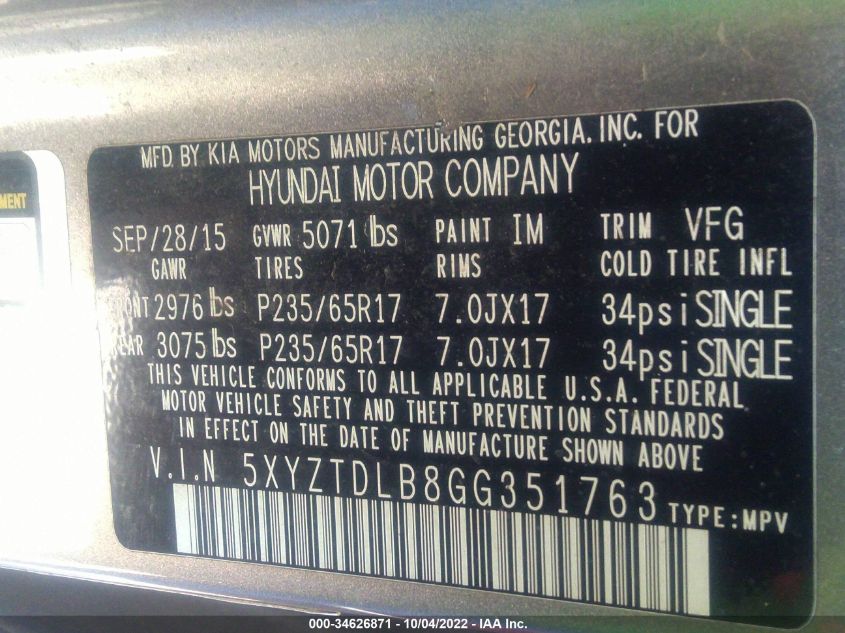 EMENT
MFD. BY KIA MOTORS MANUFACTURING GEORGIA. INC. FOR
HYUNDAI MOTOR COMPANY
SEP/28/15 GVWR 5071 lbs PAINT IM TRIM VFG
GAWR TIRES RIMS COLD TIRE INFL
RONT 2976 lbs P235/65R17 7.0JX17 34psi SINGLE
EAR 3075 lbs P235/65R17 7.0JX17 34psi SINGLE
THIS VEHICLE CONFORMS TO ALL APPLICABLE U.S.A. FEDERAL
MOTOR VEHICLE SAFETY AND THEFT PREVENTION STANDARDS
IN EFFECT ON THE DATE OF MANUFACTURE SHOWN ABOVE
V.I.N 5XYZTDLB8GG351763 TYPE:MPV
000-34626871 - 10/04/2022 - IAA Inc.